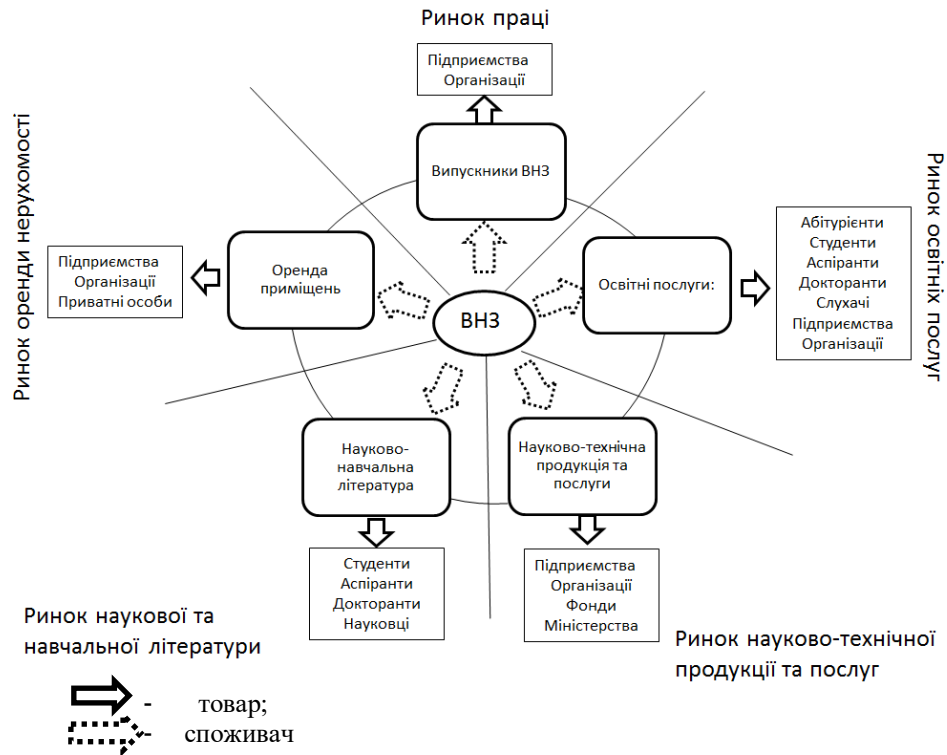 Ринок праці
Підприємства
Організації
Випускники ВНЗ
Ринок оренди нерухомості
Підприємства
Організації
Приватні особи
Оренда
приміщень
ВНЗ
Освітні послуги:
Абітурієнти
Студенти
Аспіранти
Докторанти
Слухачі
Підприємства
Організації
Ринок освітніх послуг
Науково-
навчальна
література
Науково-технічна
продукція та
послуги
Студенти
Аспіранти
Докторанти
Науковці
Підприємства
Організації
Фонди
Міністерства
Ринок наукової та
навчальної літератури
Ринок науково-технічної
продукції та послуг
- товар;
- споживач